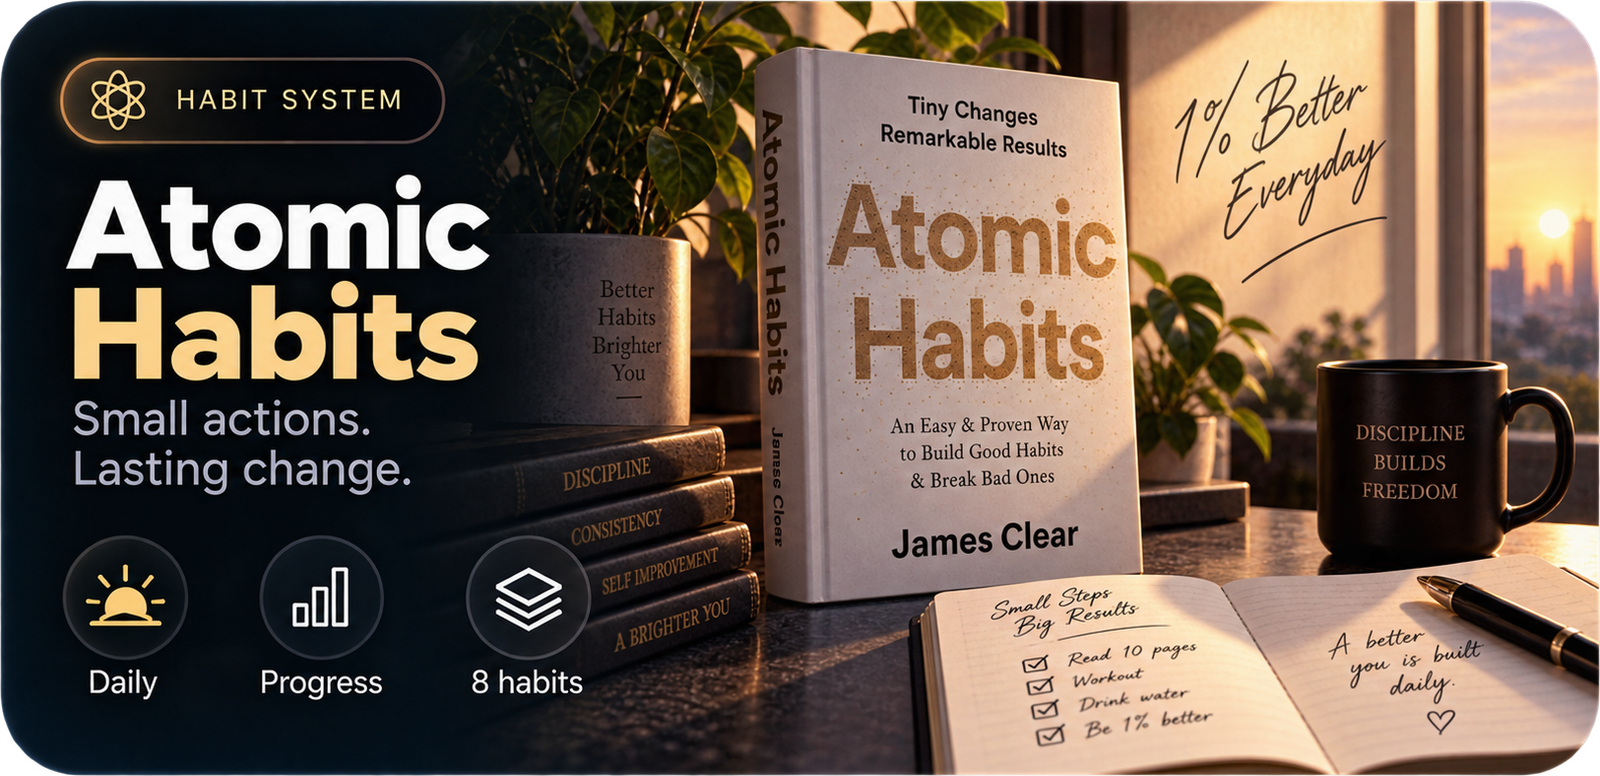 HABIT SYSTEM
Atomic
Habits
Small actions.
Lasting change.
Daily
Progress
8 habits
Better
Habits
Brighter
You
DISCIPLINE
CONSISTENCY
SELF IMPROVEMENT
A BRIGHTER YOU
Atomic Habits
James Clear
Tiny Changes
Remarkable Results
Atomic
Habits
An Easy & Proven Way
to Build Good Habits
& Break Bad Ones
James Clear
1% Better
Everyday
DISCIPLINE
BUILDS
FREEDOM
Small Steps
Big Results
Read 10 pages
Workout
Drink water
Be 1% better
A better
you is built
daily.